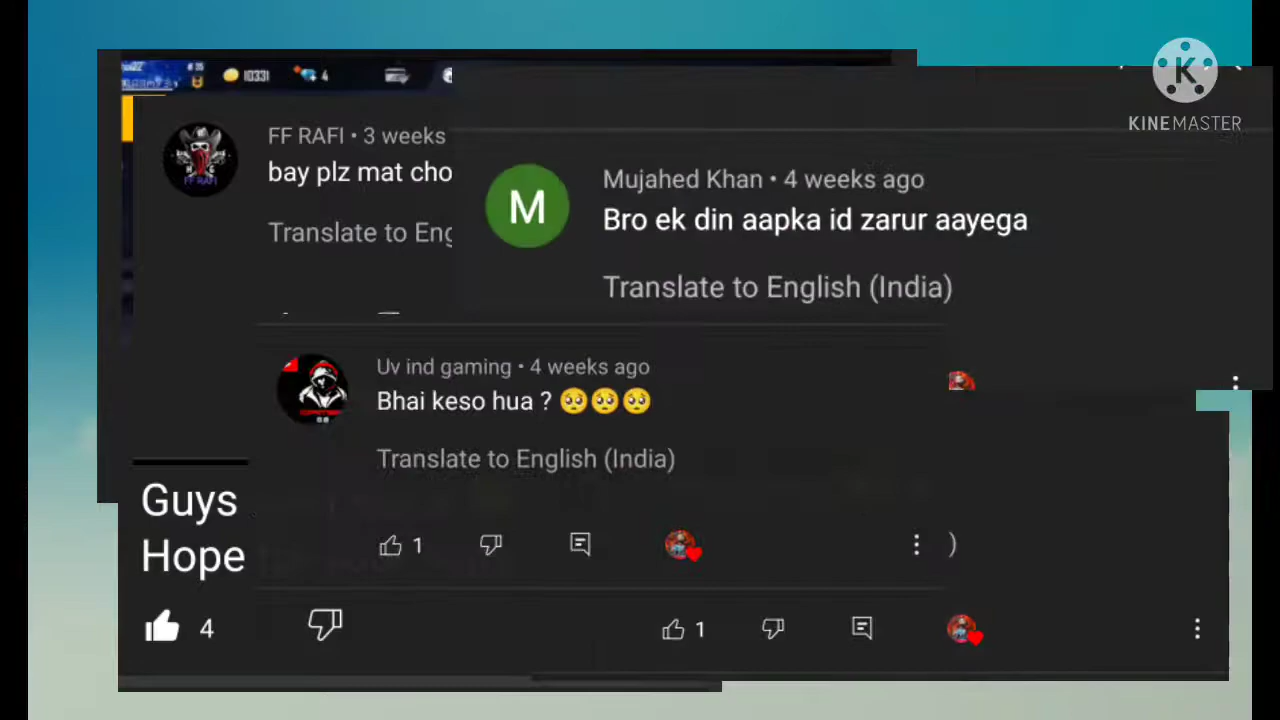 10331
4
K
KINEMASTER
FF RAFI • 3 weeks
bay plz mat cho
Translate to Eng
M
Mujahed Khan • 4 weeks ago
Bro ek din aapka id zarur aayega
Translate to English (India)
Uv ind gaming • 4 weeks ago
Bhai keso hua ? 🥺🥺🥺
Translate to English (India)
1
)
Guys
Hope
4
1